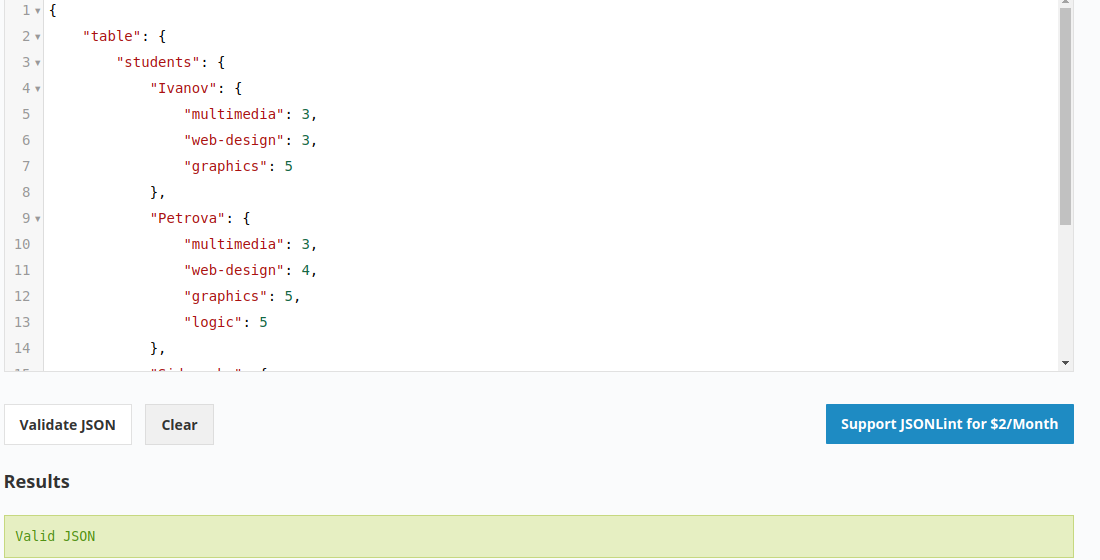 1 {
2 "table": {
3 "students": {
4 "Ivanov": {
5 "multimedia": 3,
6 "web-design": 3,
7 "graphics": 5
8 },
9 "Petrova": {
10 "multimedia": 3,
11 "web-design": 4,
12 "graphics": 5,
13 "logic": 5
14 },
Validate JSON Clear Support JSONLint for $2/Month
Results
Valid JSON